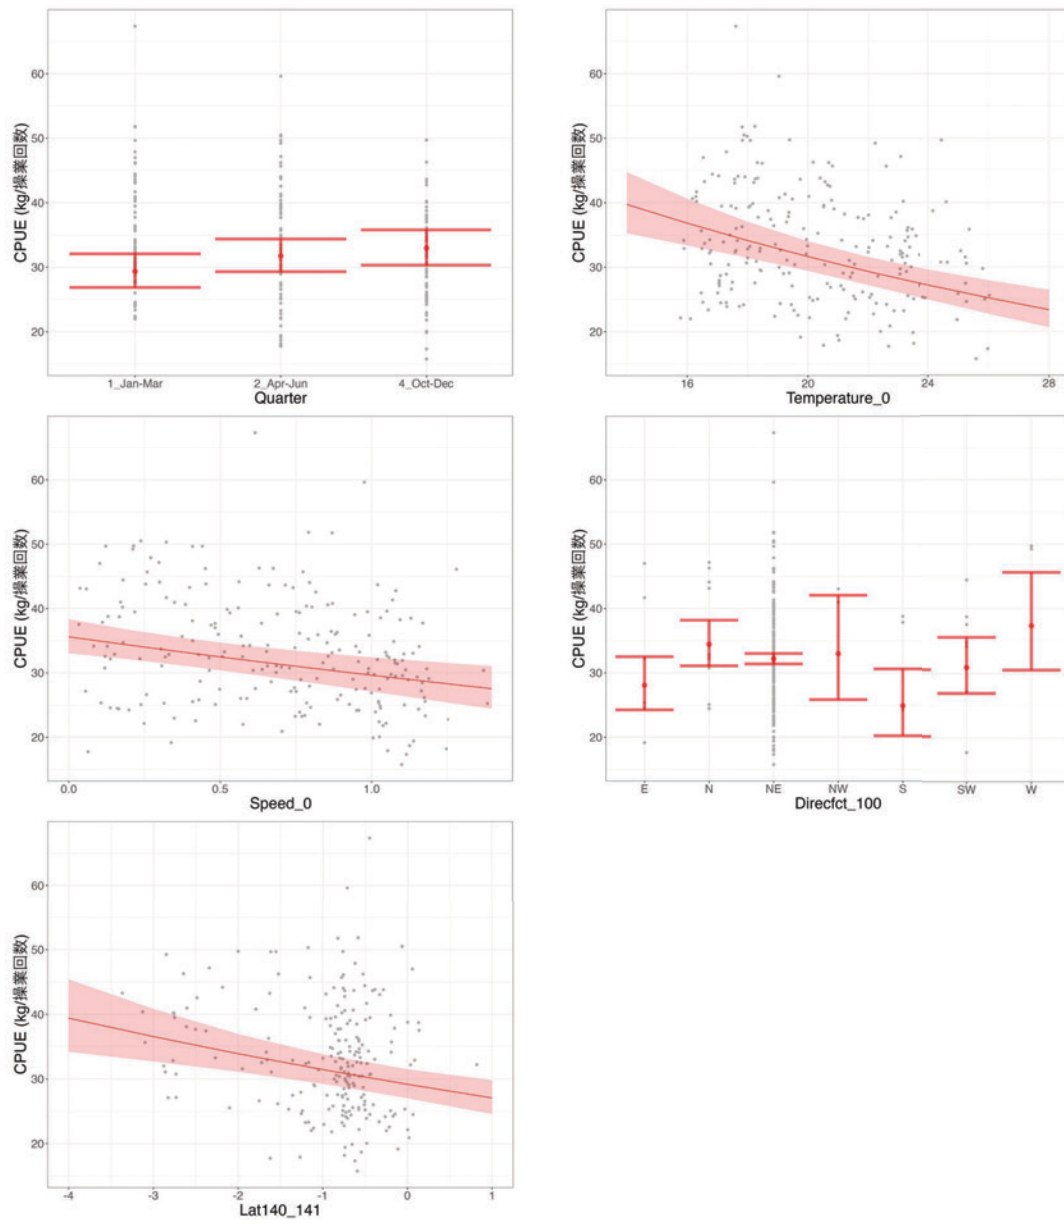 CPUE (kg/操業回数)
60
50
40
30
20
1_Jan-Mar 2_Apr-Jun 4_Oct-Dec
Quarter
CPUE (kg/操業回数)
60
50
40
30
20
16 20 24 28
Temperature_0
CPUE (kg/操業回数)
60
50
40
30
20
0.0 0.5 1.0
Speed_0
CPUE (kg/操業回数)
60
50
40
30
20
E N NE NW S SW W
Direcfct_100
CPUE (kg/操業回数)
60
50
40
30
20
-4 -3 -2 -1 0 1
Lat140_141